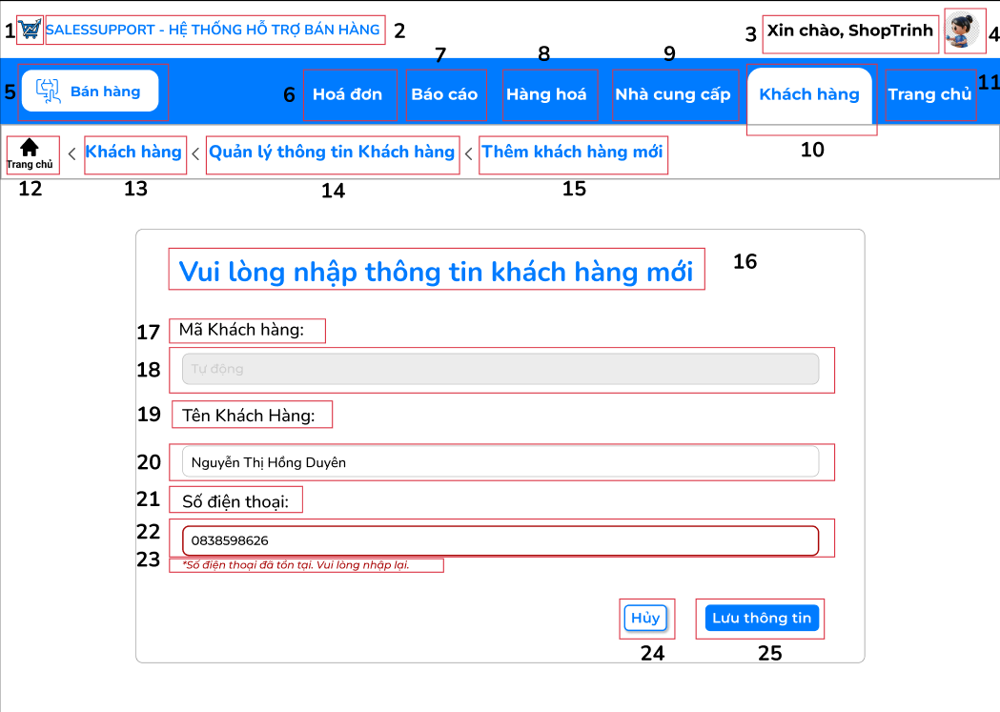 1 SALESSUPPORT - HỆ THỐNG HỖ TRỢ BÁN HÀNG 2 3 Xin chào, ShopTrinh 4
7 8 9
5 Bán hàng 6 Hoá đơn Báo cáo Hàng hoá Nhà cung cấp Khách hàng Trang chủ 11
10
Trang chủ < Khách hàng < Quản lý thông tin Khách hàng < Thêm khách hàng mới
12 13 14 15
Vui lòng nhập thông tin khách hàng mới 16
17 Mã Khách hàng:
18 Tự động
19 Tên Khách Hàng:
20 Nguyễn Thị Hồng Duyên
21 Số điện thoại:
22 0838598626
23 *Số điện thoại đã tồn tại. Vui lòng nhập lại.
Hủy Lưu thông tin
24 25